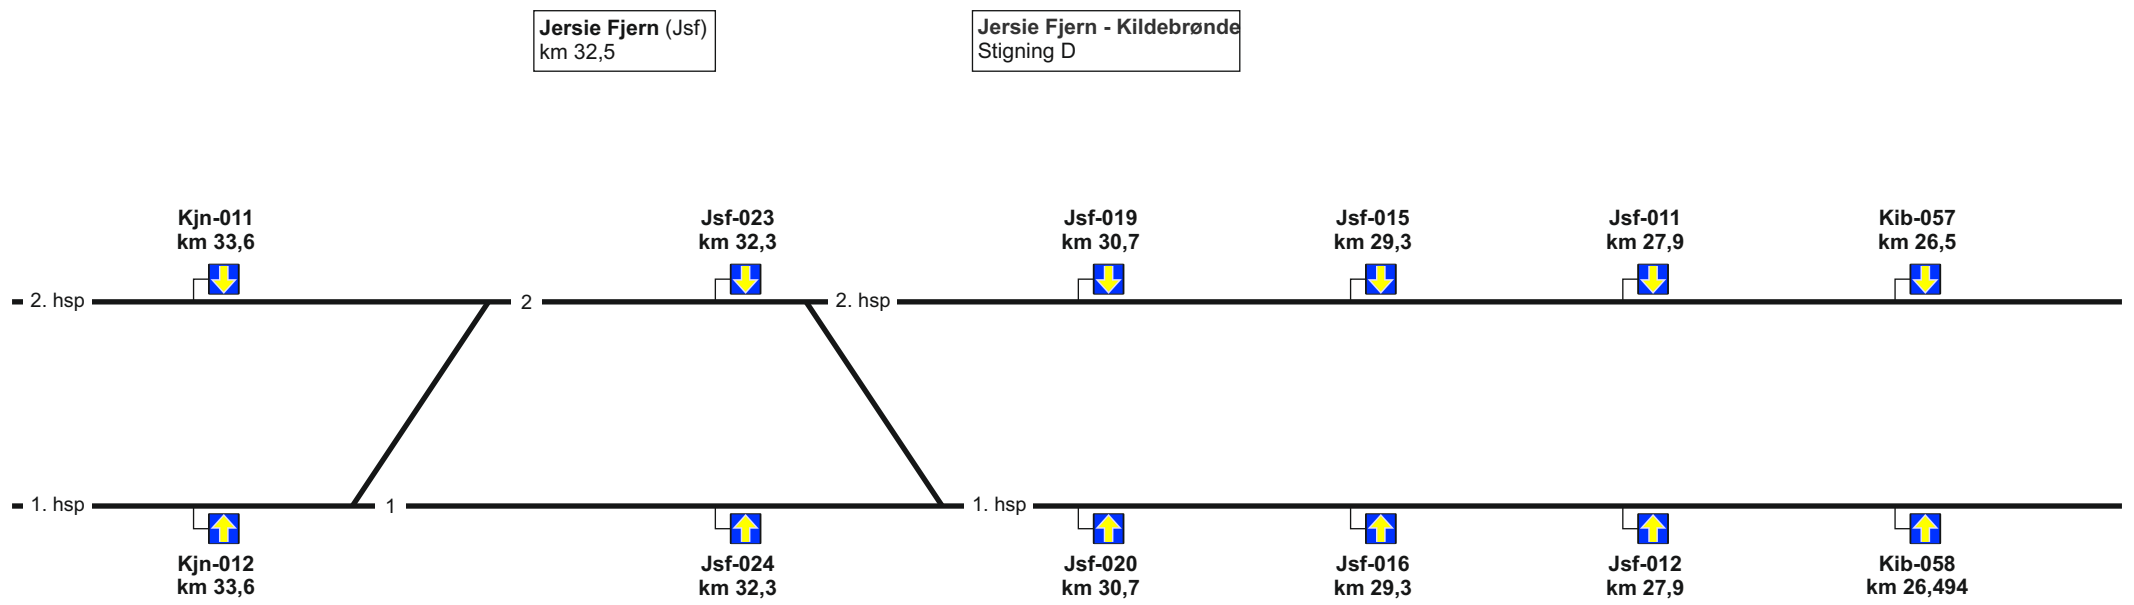 Jersie Fjern (Jsf)
km 32,5
Jersie Fjern - Kildebrønde
Stigning D
Kjn-011
km 33,6
Jsf-023
km 32,3
Jsf-019
km 30,7
Jsf-015
km 29,3
Jsf-011
km 27,9
Kib-057
km 26,5
2. hsp
2
2. hsp
1. hsp
1
1. hsp
Kjn-012
km 33,6
Jsf-024
km 32,3
Jsf-020
km 30,7
Jsf-016
km 29,3
Jsf-012
km 27,9
Kib-058
km 26,494